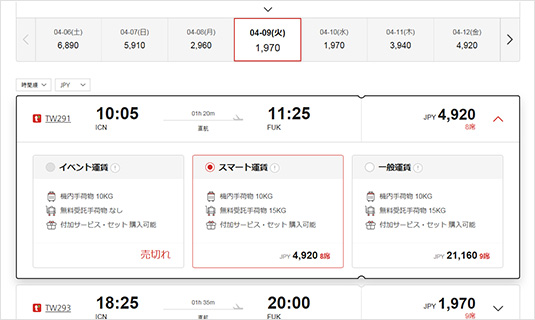 04-06(土) 04-07(日) 04-08(月) 04-09(火) 04-10(水) 04-11(木) 04-12(金)
6,890 5,910 2,960 1,970 1,970 3,940 4,920
時間順 JPY
TW291 10:05 01h 20m 11:25 JPY 4,920
ICN 直航 FUK 8席
イベント運賃 スマート運賃 一般運賃
機内手荷物 10KG 機内手荷物 10KG 機内手荷物 10KG
無料受託手荷物 なし 無料受託手荷物 15KG 無料受託手荷物 15KG
付加サービス・セット 購入可能 付加サービス・セット 購入可能 付加サービス・セット 購入可能
売切れ JPY 4,920 8席 JPY 21,160 9席
TW293 18:25 01h 35m 20:00 JPY 1,970
ICN 直航 FUK 9席